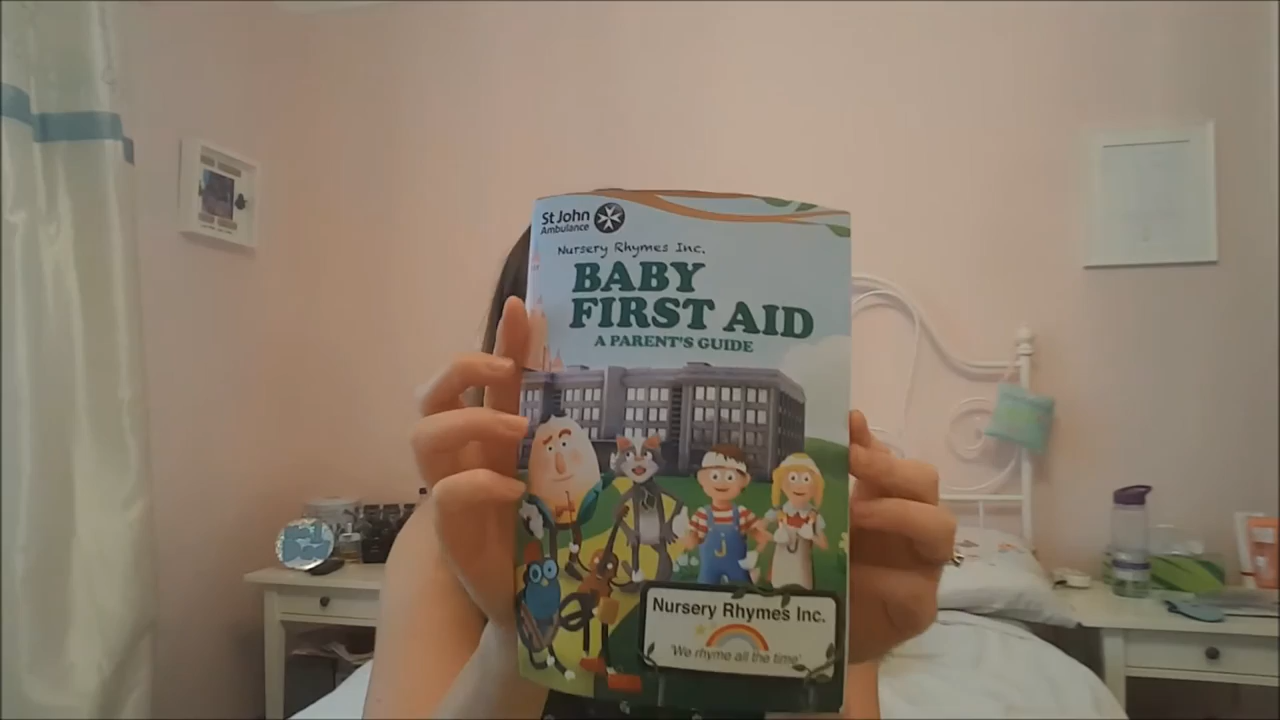 St John
Ambulance
Nursery Rhymes Inc.
BABY
FIRST AID
A PARENT'S GUIDE
J
J
Nursery Rhymes Inc.
'We rhyme all the time'